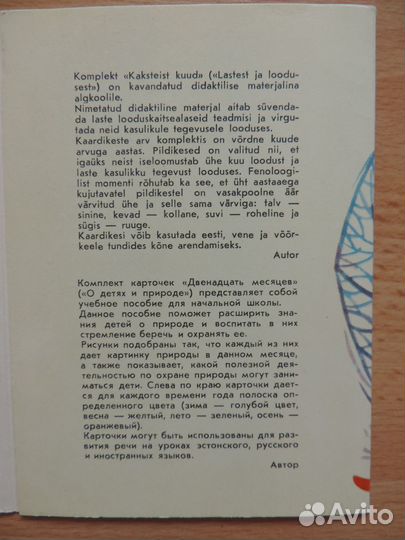 Komplekt «Kaksteist kuud» («Lastest ja loodu-
sest») on kavandatud didaktilise materjalina
algkoolile.
Nimetatud didaktiline materjal aitab süvenda-
da laste looduskaitsealaseid teadmisi ja virgu-
tada neid kasulikule tegevusele looduses.
Kaardikeste arv komplektis on võrdne kuude
arvuga aastas. Pildikesed on valitud nii, et
igaüks neist iseloomustab ühe kuu loodust ja
laste kasulikku tegevust looduses. Fenoloogi-
list momenti rõhutab ka see, et üht aastaaega
kujutavatel pildikestel on vasakpoolne äär
värvitud ühe ja selle sama värviga: talv —
sinine, kevad — kollane, suvi — roheline ja
sügis — ruuge.
Kaardikesi võib kasutada eesti, vene ja võõr-
keele tundides kõne arendamiseks.
Autor
Комплект карточек «Двенадцать месяцев»
(«О детях и природе») представляет собой
учебное пособие для начальной школы.
Данное пособие поможет расширить зна-
ния детей о природе и воспитать в них
стремление беречь и охранять ее.
Рисунки подобраны так, что каждый из них
дает картинку природы в данном месяце,
а также показывает, какой полезной дея-
тельностью по охране природы могут зани-
маться дети. Слева по краю карточки дает-
ся для каждого времени года полоска оп-
ределенного цвета (зима — голубой цвет,
весна — желтый, лето — зеленый, осень —
оранжевый).
Карточки могут быть использованы для раз-
вития речи на уроках эстонского, русского
и иностранных языков.
Автор
Avito